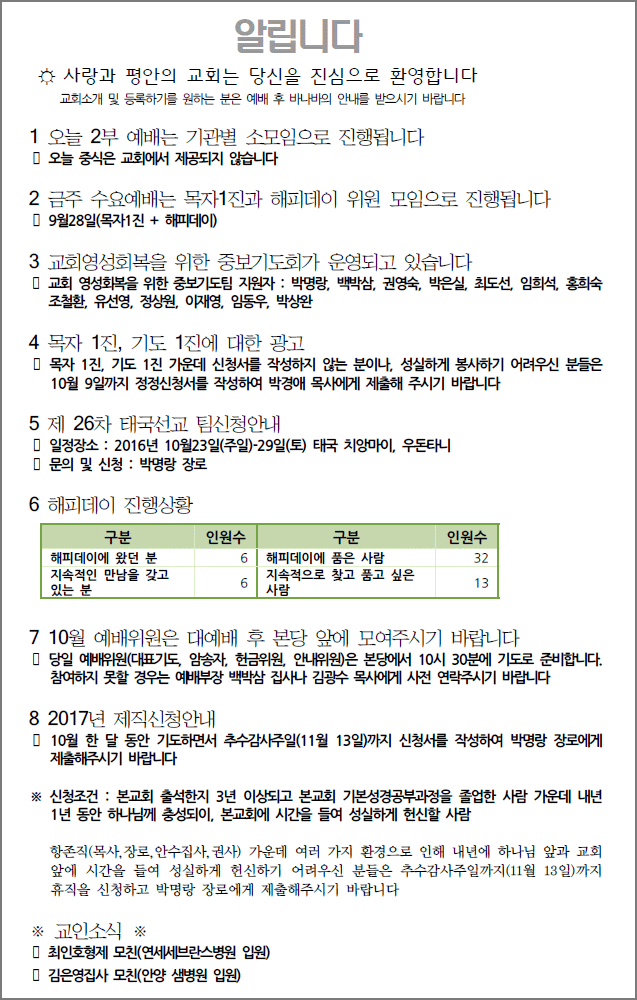 알립니다
☼ 사랑과 평안의 교회는 당신을 진심으로 환영합니다
교회소개 및 등록하기를 원하는 분은 예배 후 바나바의 안내를 받으시기 바랍니다
1 오늘 2부 예배는 기관별 소모임으로 진행됩니다
▯ 오늘 중식은 교회에서 제공되지 않습니다
2 금주 수요예배는 목자1진과 해피데이 위원 모임으로 진행됩니다
▯ 9월28일(목자1진 + 해피데이)
3 교회영성회복을 위한 중보기도회가 운영되고 있습니다
▯ 교회 영성회복을 위한 중보기도팀 지원자 : 박명랑, 백박삼, 권영숙, 박은실, 최도선, 임희석, 홍희숙
조철환, 유선영, 정상원, 이재영, 임동우, 박상완
4 목자 1진, 기도 1진에 대한 광고
▯ 목자 1진, 기도 1진 가운데 신청서를 작성하지 않는 분이나, 성실하게 봉사하기 어려우신 분들은
10월 9일까지 정정신청서를 작성하여 박경애 목사에게 제출해 주시기 바랍니다
5 제 26차 태국선교 팀신청안내
▯ 일정장소 : 2016년 10월23일(주일)-29일(토) 태국 치앙마이, 우돈타니
▯ 문의 및 신청 : 박명랑 장로
6 해피데이 진행상황
구분 인원수 구분 인원수
해피데이에 왔던 분 6 해피데이에 품은 사람 32
지속적인 만남을 갖고 있는 분 6 지속적으로 찾고 품고 싶은 사람 13
7 10월 예배위원은 대예배 후 본당 앞에 모여주시기 바랍니다
▯ 당일 예배위원(대표기도, 암송자, 헌금위원, 안내위원)은 본당에서 10시 30분에 기도로 준비합니다.
참여하지 못할 경우는 예배부장 백박삼 집사나 김광수 목사에게 사전 연락주시기 바랍니다
8 2017년 제직신청안내
▯ 10월 한 달 동안 기도하면서 추수감사주일(11월 13일)까지 신청서를 작성하여 박명랑 장로에게
제출해주시기 바랍니다
※ 신청조건 : 본교회 출석한지 3년 이상되고 본교회 기본성경공부과정을 졸업한 사람 가운데 내년
1년 동안 하나님께 충성되이, 본교회에 시간을 들여 성실하게 헌신할 사람
항존직(목사,장로,안수집사,권사) 가운데 여러 가지 환경으로 인해 내년에 하나님 앞과 교회
앞에 시간을 들여 성실하게 헌신하기 어려우신 분들은 추수감사주일까지(11월 13일)까지
휴직을 신청하고 박명랑 장로에게 제출해주시기 바랍니다
※ 교인소식 ※
▯ 최인호형제 모친(연세세브란스병원 입원)
▯ 김은영집사 모친(안양 샘병원 입원)